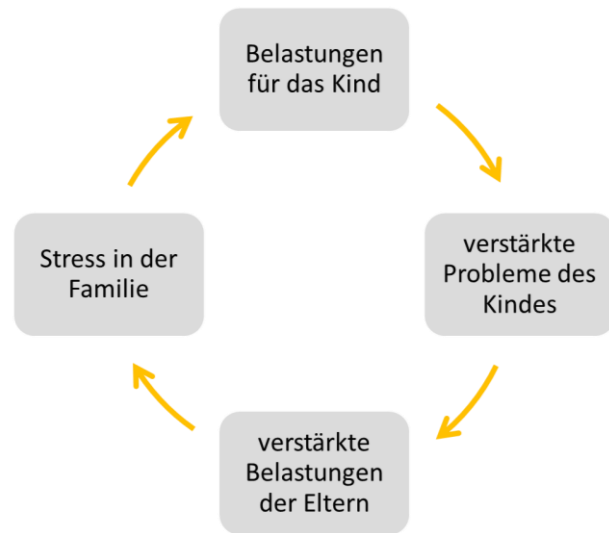 Belastungen
für das Kind
Stress in der
Familie
verstärkte
Probleme des
Kindes
verstärkte
Belastungen
der Eltern